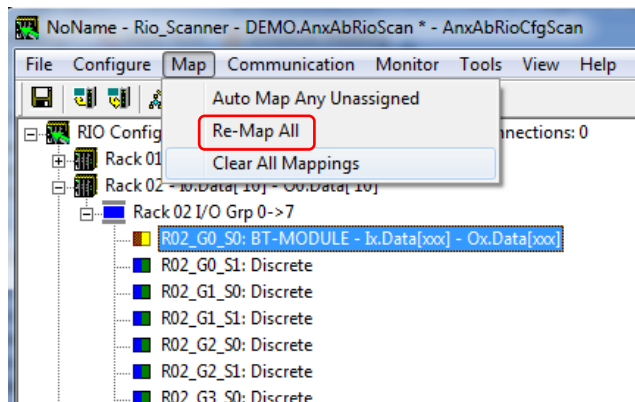 NoName - Rio_Scanner - DEMO.AnxAbRioScan * - AnxAbRioCfgScan
File Configure Map Communication Monitor Tools View Help
Auto Map Any Unassigned
RIO Config
Re-Map All
nnections: 0
Rack 01
Clear All Mappings
Rack 02 - I0.Data[ 10] - O0.Data[ 10]
Rack 02 I/O Grp 0->7
R02_G0_S0: BT-MODULE - Ix.Data[xxx] - Ox.Data[xxx]
R02_G0_S1: Discrete
R02_G1_S0: Discrete
R02_G1_S1: Discrete
R02_G2_S0: Discrete
R02_G2_S1: Discrete
R02_G3_S0: Discrete